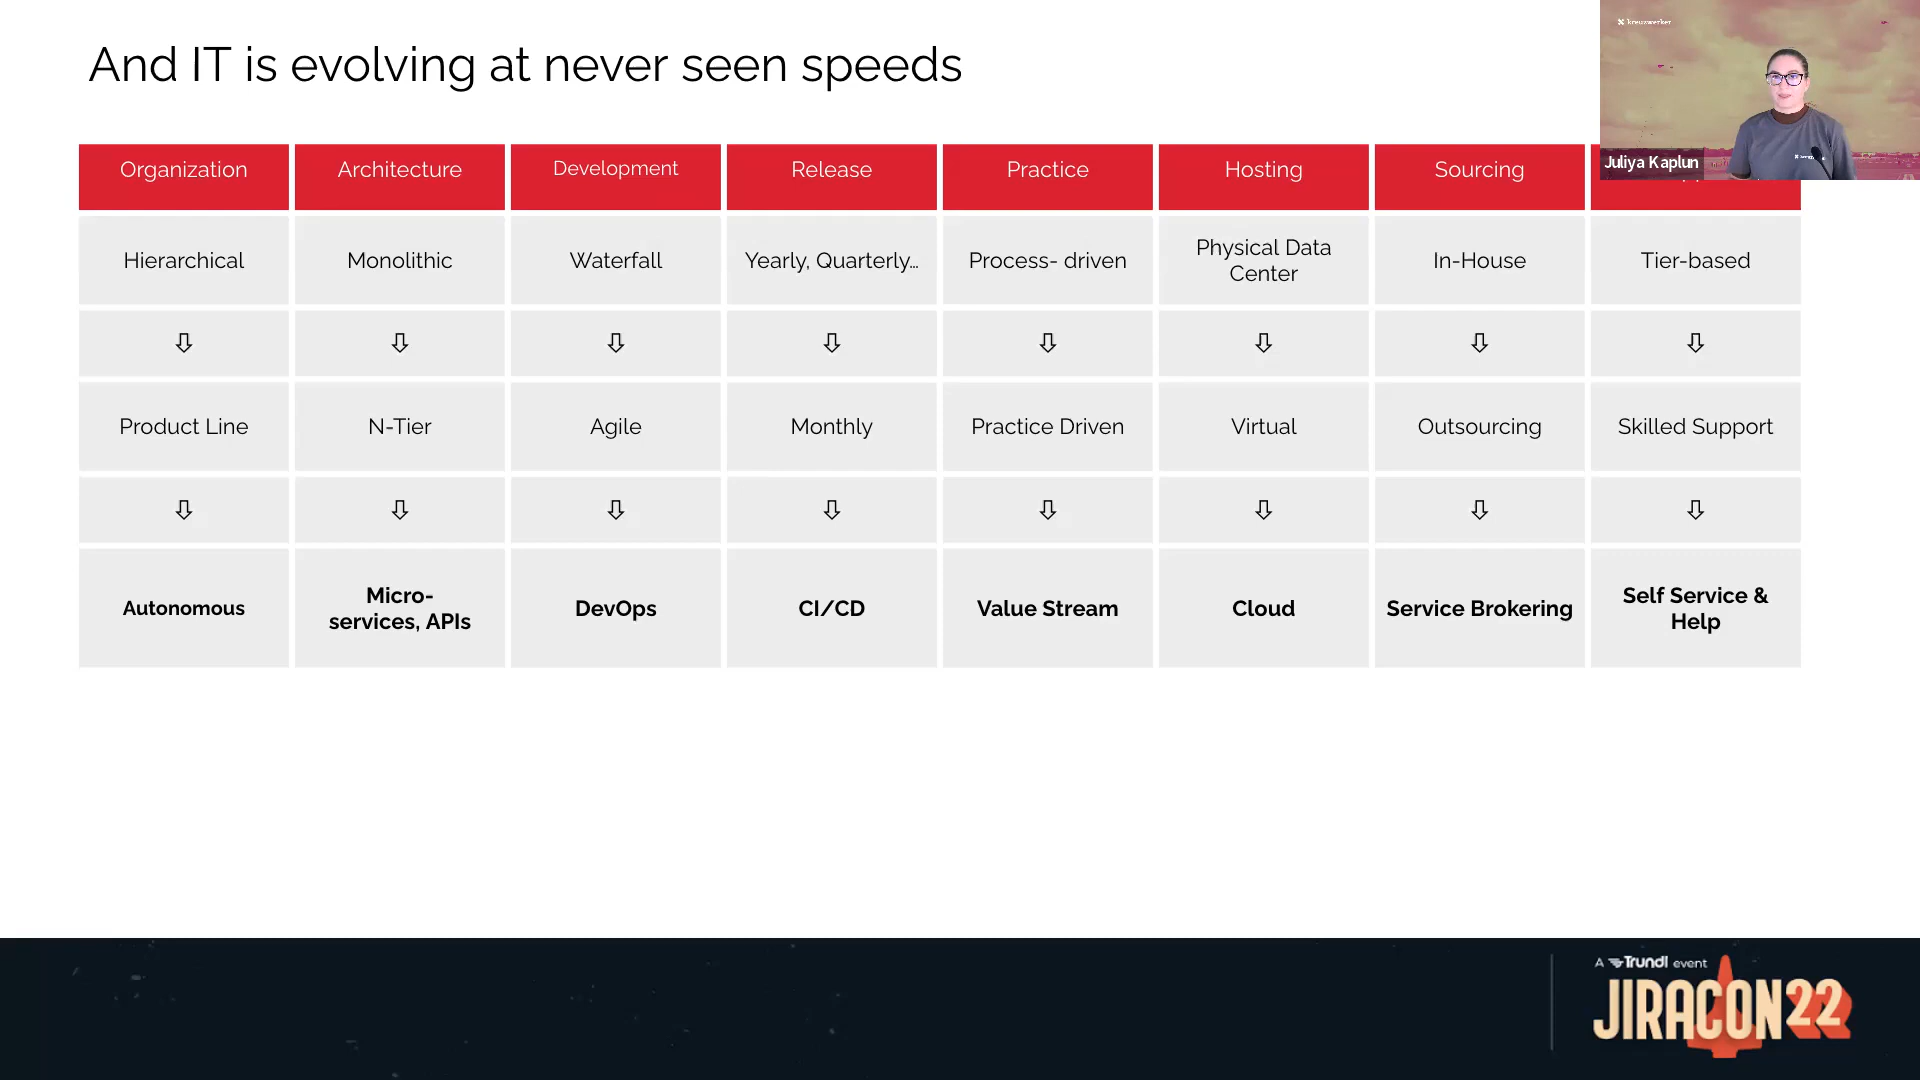 And IT is evolving at never seen speeds
kreuzwerker
Juliya Kaplun
Organization
Architecture
Development
Release
Practice
Hosting
Sourcing
Hierarchical
Monolithic
Waterfall
Yearly, Quarterly...
Process- driven
Physical Data
Center
In-House
Tier-based
⇩ ⇩ ⇩ ⇩ ⇩ ⇩ ⇩ ⇩
Product Line
N-Tier
Agile
Monthly
Practice Driven
Virtual
Outsourcing
Skilled Support
⇩ ⇩ ⇩ ⇩ ⇩ ⇩ ⇩ ⇩
Autonomous
Micro-
services, APIs
DevOps
CI/CD
Value Stream
Cloud
Service Brokering
Self Service &
Help
A Trundl event
JIRACON22